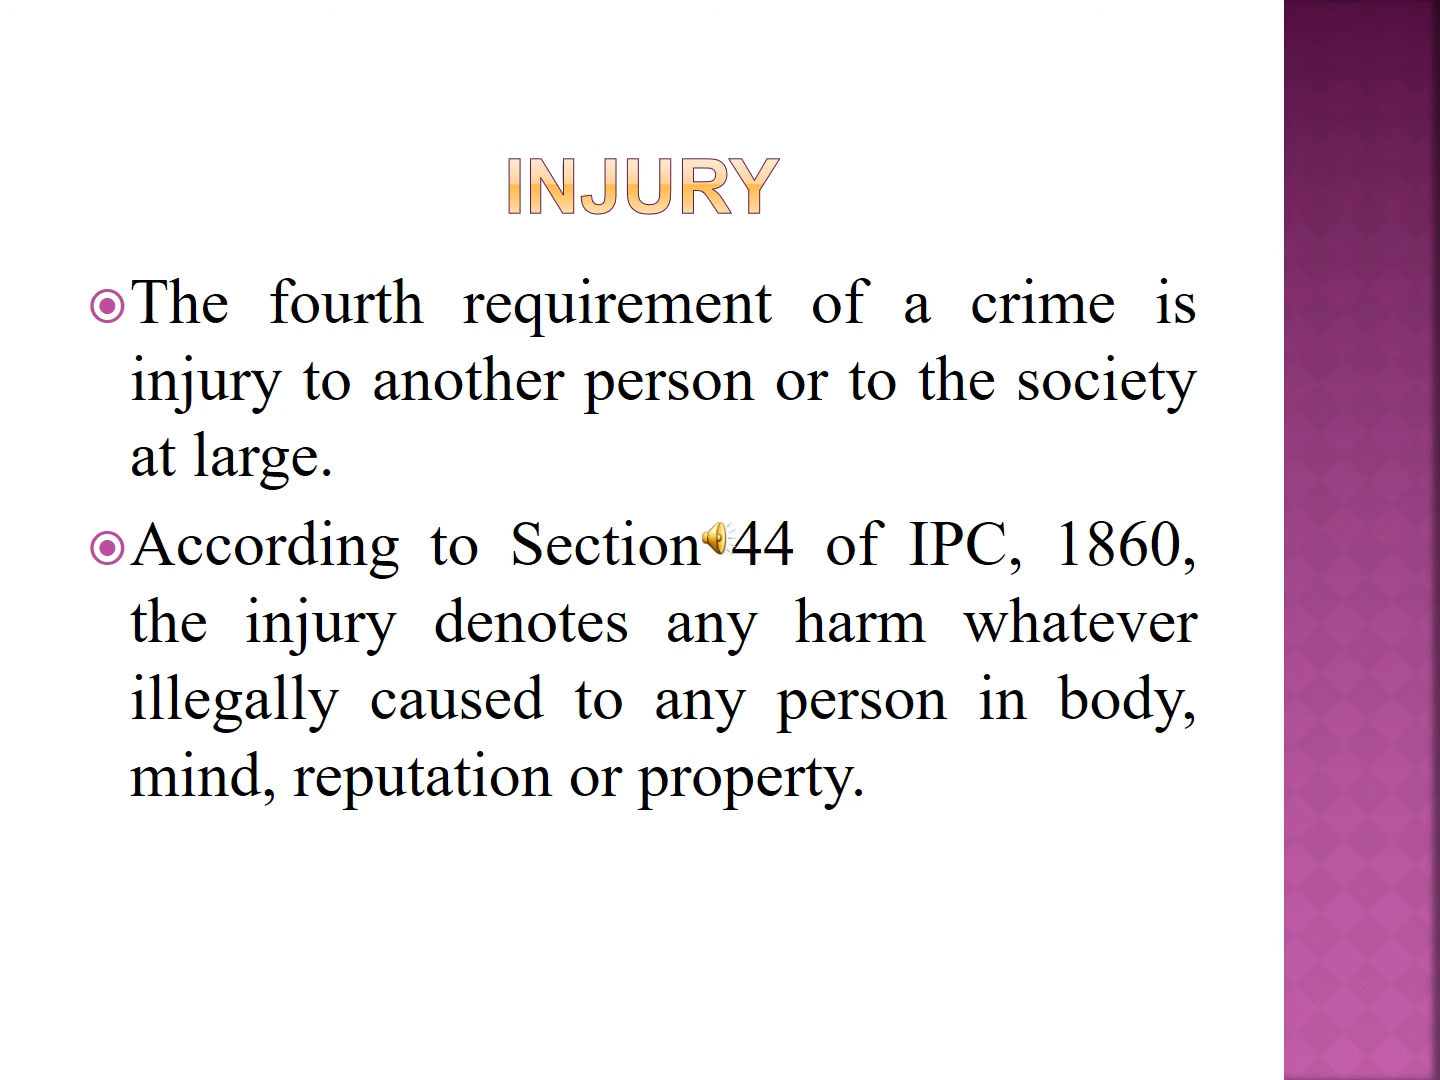 INJURY
The fourth requirement of a crime is
injury to another person or to the society
at large.
According to Section 44 of IPC, 1860,
the injury denotes any harm whatever
illegally caused to any person in body,
mind, reputation or property.